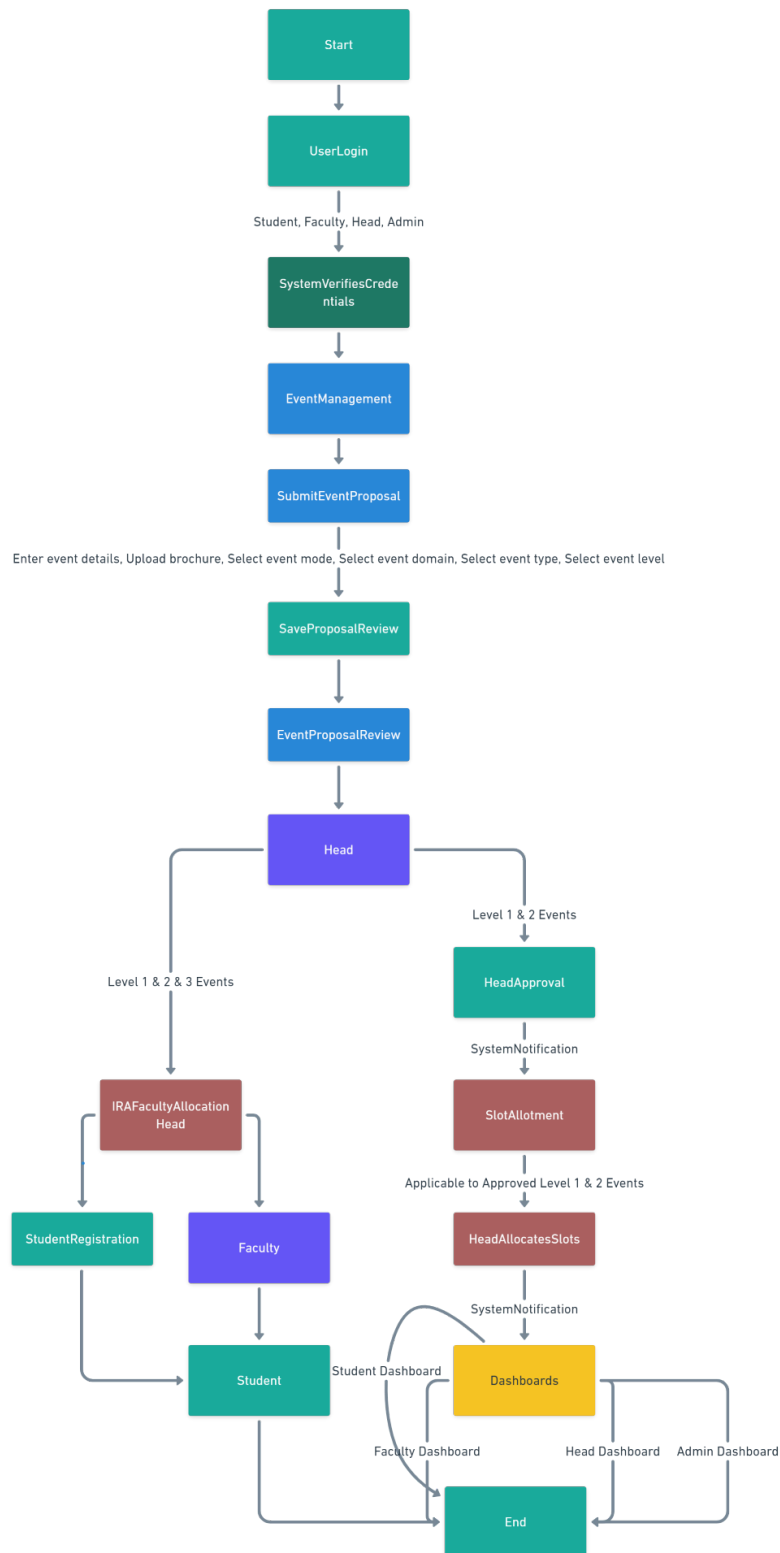 Start
UserLogin
Student, Faculty, Head, Admin
SystemVerifiesCrede
ntials
EventManagement
SubmitEventProposal
Enter event details, Upload brochure, Select event mode, Select event domain, Select event type, Select event level
SaveProposalReview
EventProposalReview
Head
Level 1 & 2 Events
HeadApproval
Level 1 & 2 & 3 Events
SystemNotification
IRAFacultyAllocation
Head
SlotAllotment
Applicable to Approved Level 1 & 2 Events
StudentRegistration
Faculty
HeadAllocatesSlots
SystemNotification
Student Dashboard
Student
Dashboards
Faculty Dashboard
Head Dashboard
Admin Dashboard
End